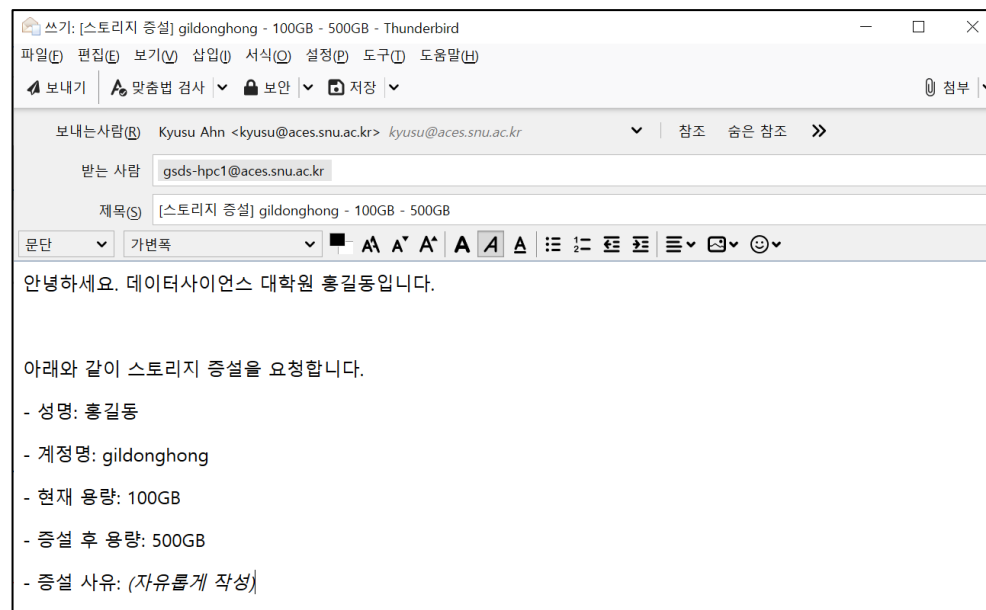 쓰기: [스토리지 증설] gildonghong - 100GB - 500GB - Thunderbird
파일(F) 편집(E) 보기(V) 삽입(I) 서식(O) 설정(P) 도구(T) 도움말(H)
보내기 맞춤법 검사 보안 저장 첨부
보내는사람(R) Kyusu Ahn <kyusu@aces.snu.ac.kr> kyusu@aces.snu.ac.kr 참조 숨은 참조
받는 사람 gsds-hpc1@aces.snu.ac.kr
제목(S) [스토리지 증설] gildonghong - 100GB - 500GB
문단 가변폭
안녕하세요. 데이터사이언스 대학원 홍길동입니다.
아래와 같이 스토리지 증설을 요청합니다.
- 성명: 홍길동
- 계정명: gildonghong
- 현재 용량: 100GB
- 증설 후 용량: 500GB
- 증설 사유: (자유롭게 작성)